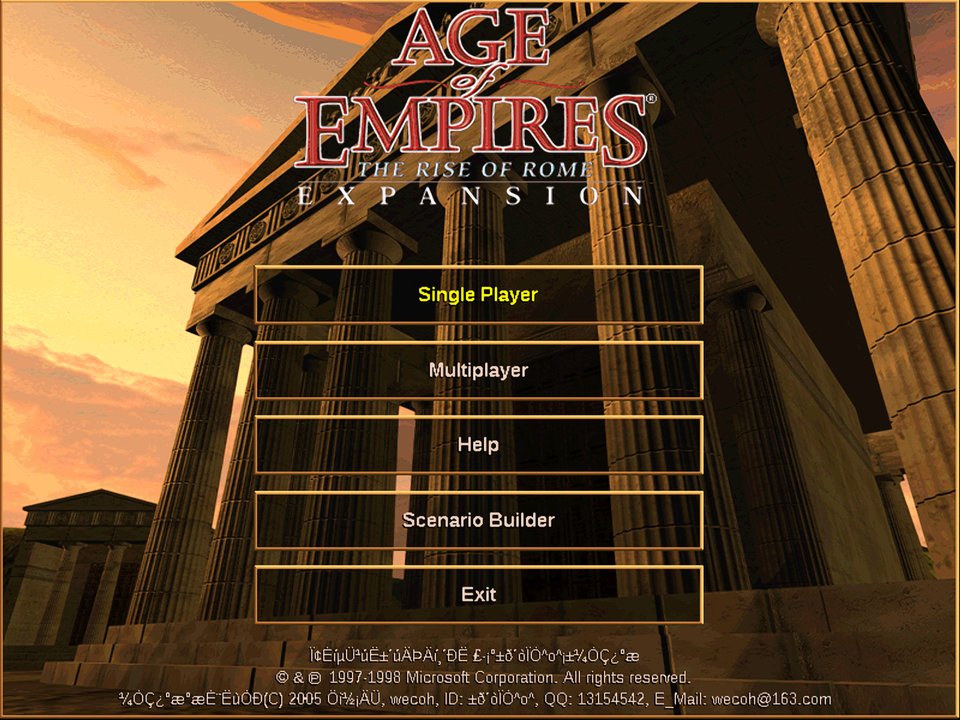 AGE
of
EMPIRES®
THE RISE OF ROME
EXPANSION
Single Player
Multiplayer
Help
Scenario Builder
Exit
© & ℗ 1997-1998 Microsoft Corporation. All rights reserved.
2005 wecoh, ID: QQ: 13154542, E_Mail: wecoh@163.com